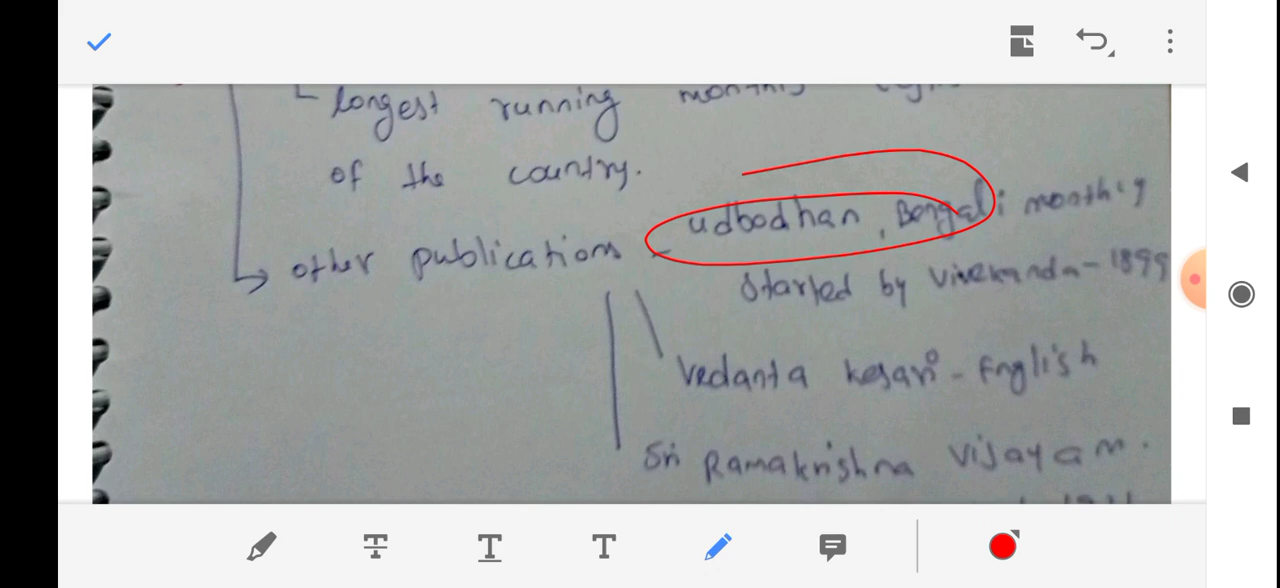 longest running
of the country.
other publications - udbodhan, Bengali monthly
started by Vivekanda - 1899
Vedanta kesari - English
Sri Ramakrishna Vijayam.